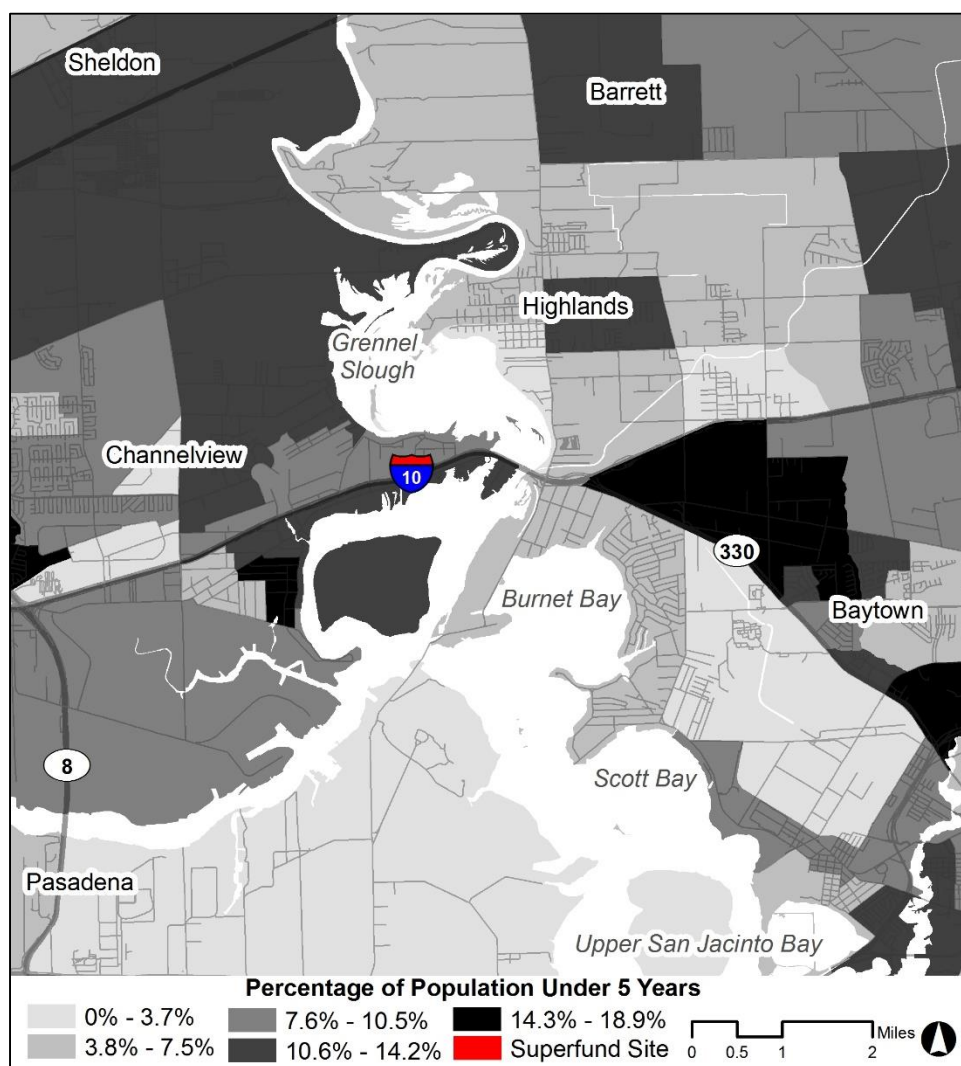 Sheldon
Barrett
Highlands
Grennel
Slough
Channelview
10
330
Burnet Bay
Baytown
8
Scott Bay
Pasadena
Upper San Jacinto Bay
Percentage of Population Under 5 Years
0% - 3.7%
7.6% - 10.5%
14.3% - 18.9%
3.8% - 7.5%
10.6% - 14.2%
Superfund Site
Miles
0 0.5 1 2